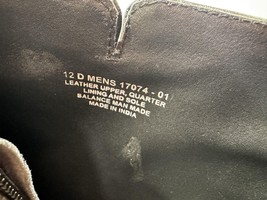 12 D MENS 17074 - 01
LEATHER UPPER, QUARTER
LINING AND SOLE
BALANCE MAN MADE
MADE IN INDIA